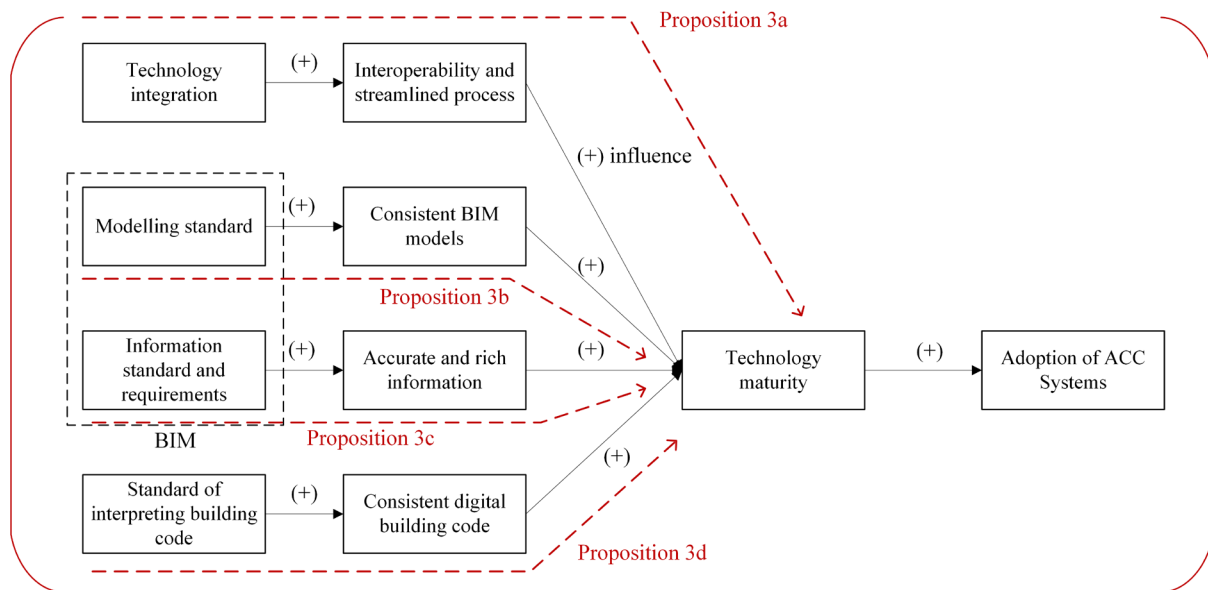 Proposition 3a
Technology
integration
(+)
Interoperability and
streamlined process
(+) influence
Modelling standard
(+)
Consistent BIM
models
(+)
Proposition 3b
Information
standard and
requirements
(+)
Accurate and rich
information
(+)
Technology
maturity
(+)
Adoption of ACC
Systems
BIM
Proposition 3c
(+)
Standard of
interpreting building
code
(+)
Consistent digital
building code
Proposition 3d